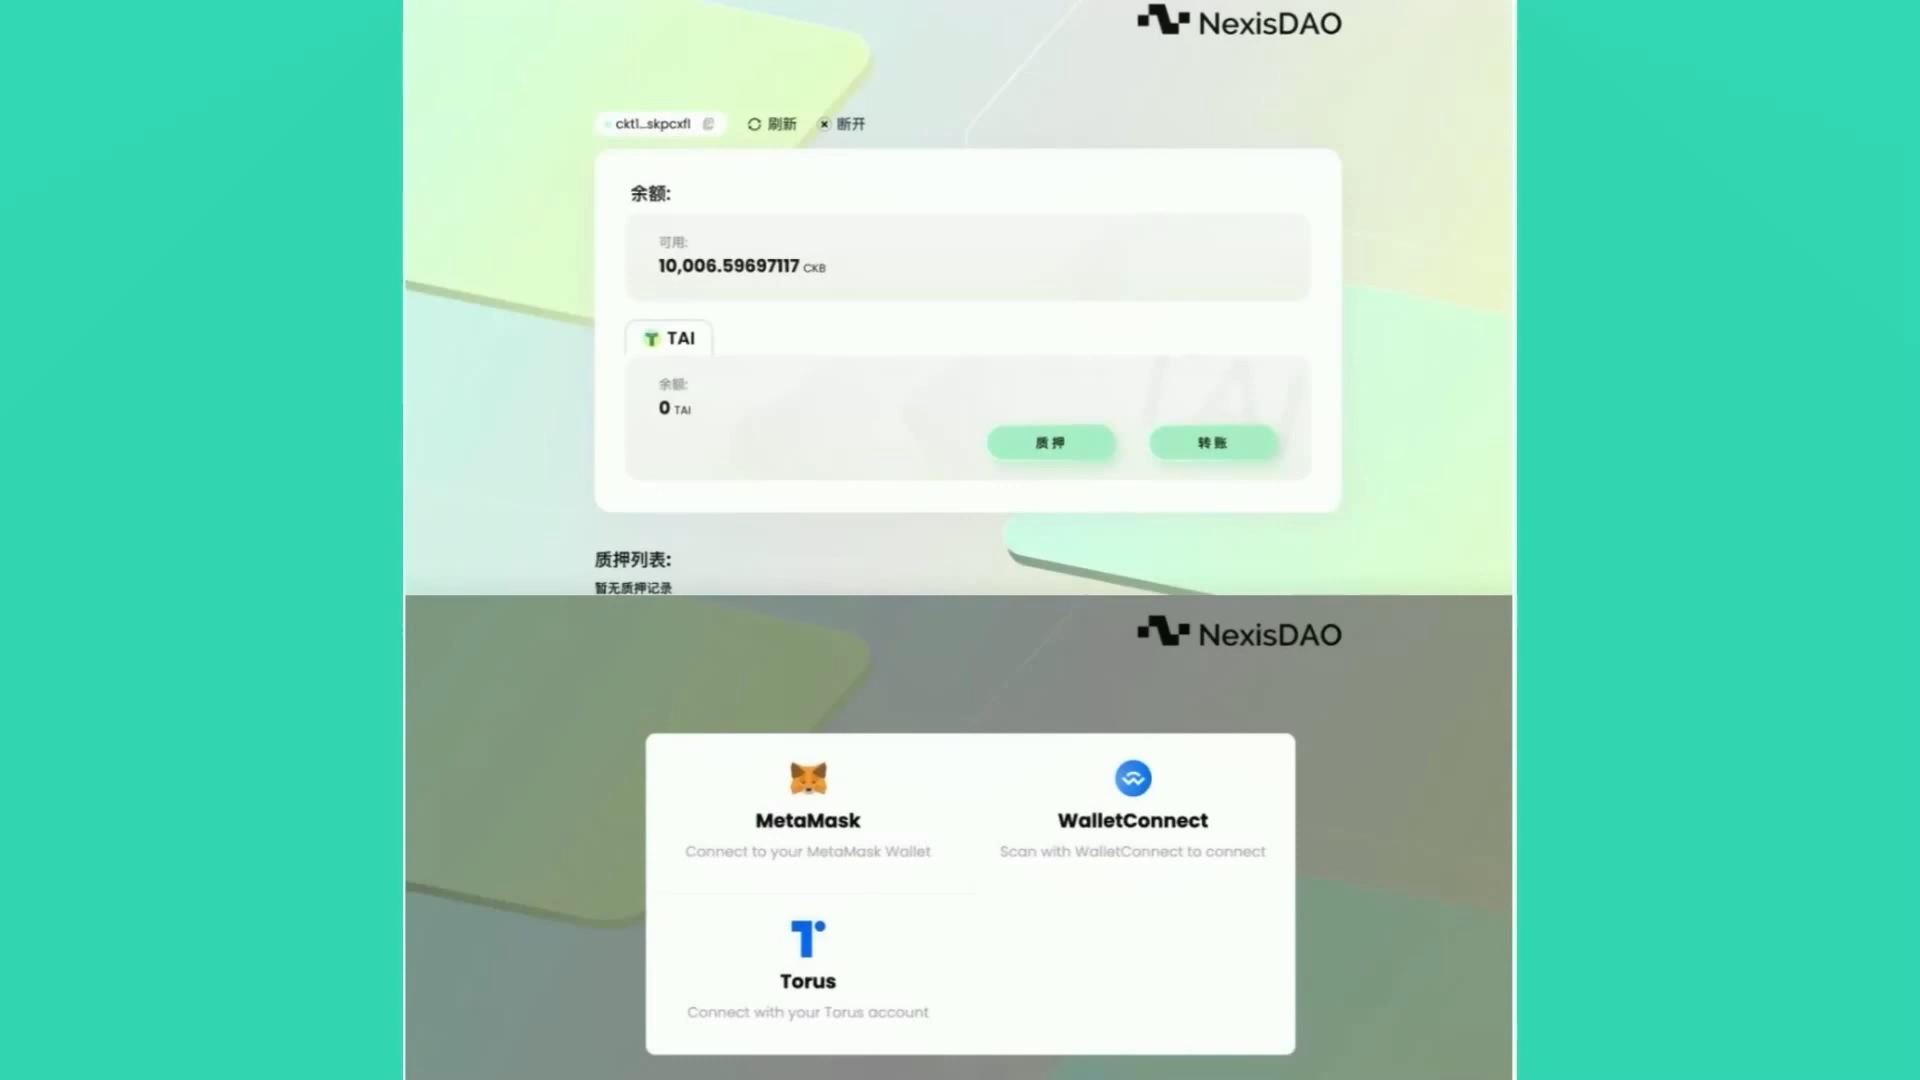 NexisDAO
ckt1...skpcxfl 刷新 断开
余额:
可用:
10,006.59697117 CKB
TAI
余额:
0 TAI
质押 转账
质押列表:
暂无质押记录
NexisDAO
MetaMask
Connect to your MetaMask Wallet
WalletConnect
Scan with WalletConnect to connect
Torus
Connect with your Torus account